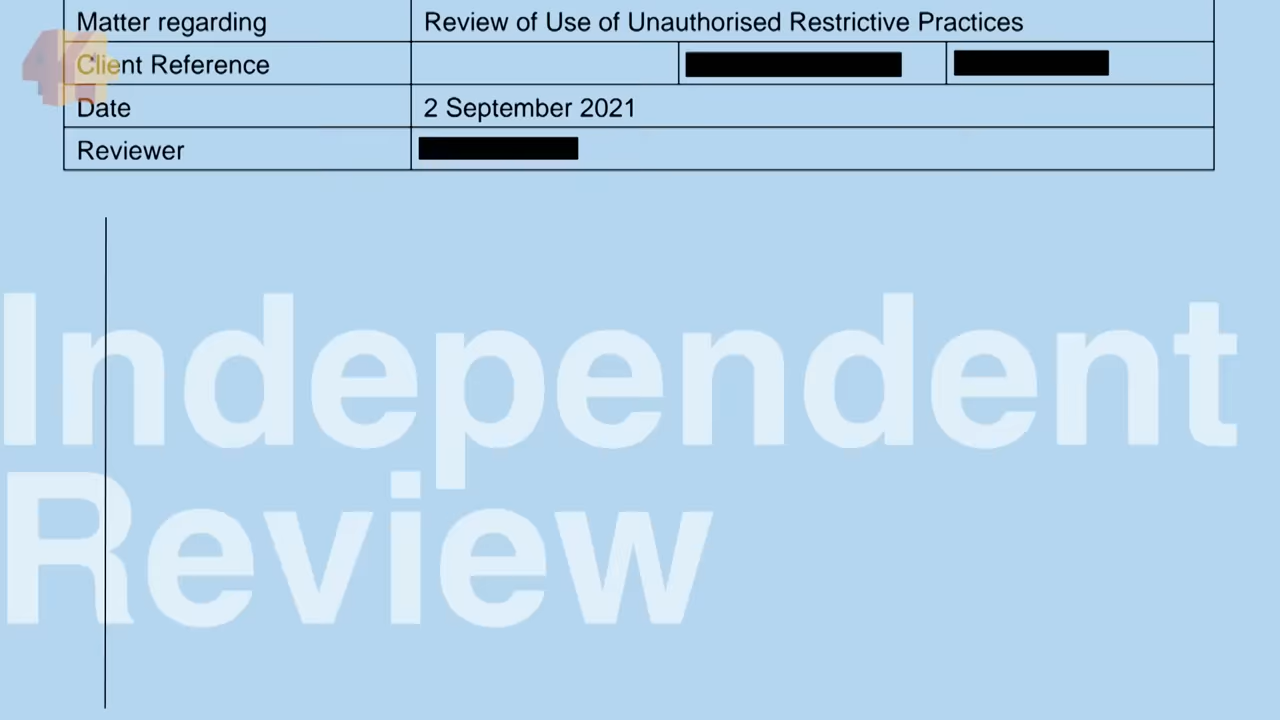 Matter regarding Review of Use of Unauthorised Restrictive Practices
Client Reference
Date 2 September 2021
Reviewer
Independent
Review